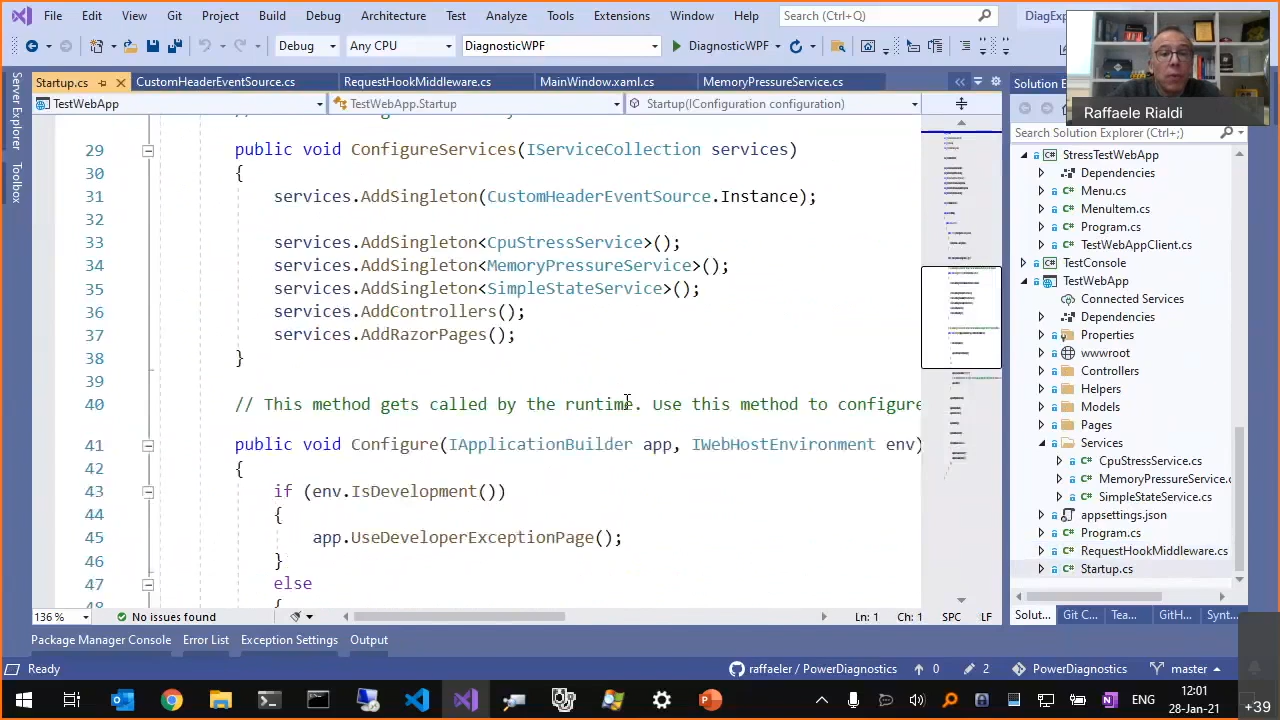 File Edit View Git Project Build Debug Architecture Test Analyze Tools Extensions Window Help Search (Ctrl+Q) DiagExp
Debug Any CPU DiagnosticWPF DiagnosticWPF
Startup.cs CustomHeaderEventSource.cs RequestHookMiddleware.cs MainWindow.xaml.cs MemoryPressureService.cs
TestWebApp TestWebApp.Startup Startup(IConfiguration configuration)
Server Explorer
Toolbox
29 public void ConfigureServices(IServiceCollection services)
30 {
31 services.AddSingleton(CustomHeaderEventSource.Instance);
32
33 services.AddSingleton<CpuStressService>();
34 services.AddSingleton<MemoryPressureService>();
35 services.AddSingleton<SimpleStateService>();
36 services.AddControllers();
37 services.AddRazorPages();
38 }
39
40 // This method gets called by the runtime. Use this method to configure
41 public void Configure(IApplicationBuilder app, IWebHostEnvironment env)
42 {
43 if (env.IsDevelopment())
44 {
45 app.UseDeveloperExceptionPage();
46 }
47 else
48 {
136 % No issues found Ln: 1 Ch: 1 SPC LF
Raffaele Rialdi
Solution E
Search Solution Explorer (Ctrl+;)
StressTestWebApp
Dependencies
Menu.cs
MenuItem.cs
Program.cs
TestWebAppClient.cs
TestConsole
TestWebApp
Connected Services
Dependencies
Properties
wwwroot
Controllers
Helpers
Models
Pages
Services
CpuStressService.cs
MemoryPressureService.c
SimpleStateService.cs
appsettings.json
Program.cs
RequestHookMiddleware.cs
Startup.cs
Solut... Git C... Tea... GitH... Synt...
Package Manager Console Error List Exception Settings Output
Ready raffaeler / PowerDiagnostics 0 2 PowerDiagnostics master
ENG 12:01
28-Jan-21
+39